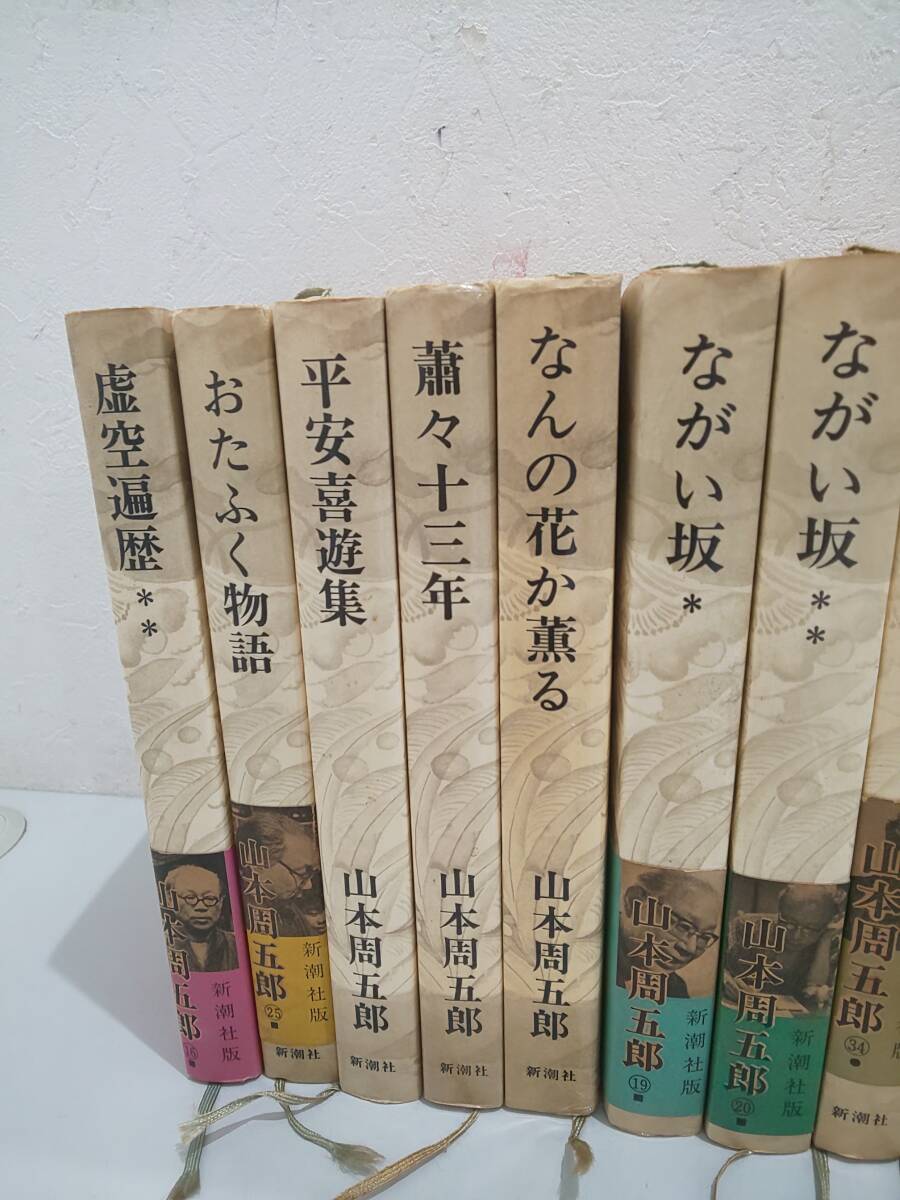 虚空遍歴 **
山本周五郎
新潮社版
16
おたふく物語
山本周五郎
新潮社版
25
新潮社
平安喜遊集
山本周五郎
新潮社
蕭々十三年
山本周五郎
新潮社
なんの花か薫る
山本周五郎
新潮社
ながい坂 *
山本周五郎
新潮社版
19
ながい坂 **
山本周五郎
新潮社版
20
山本周五郎
版
34
新潮社